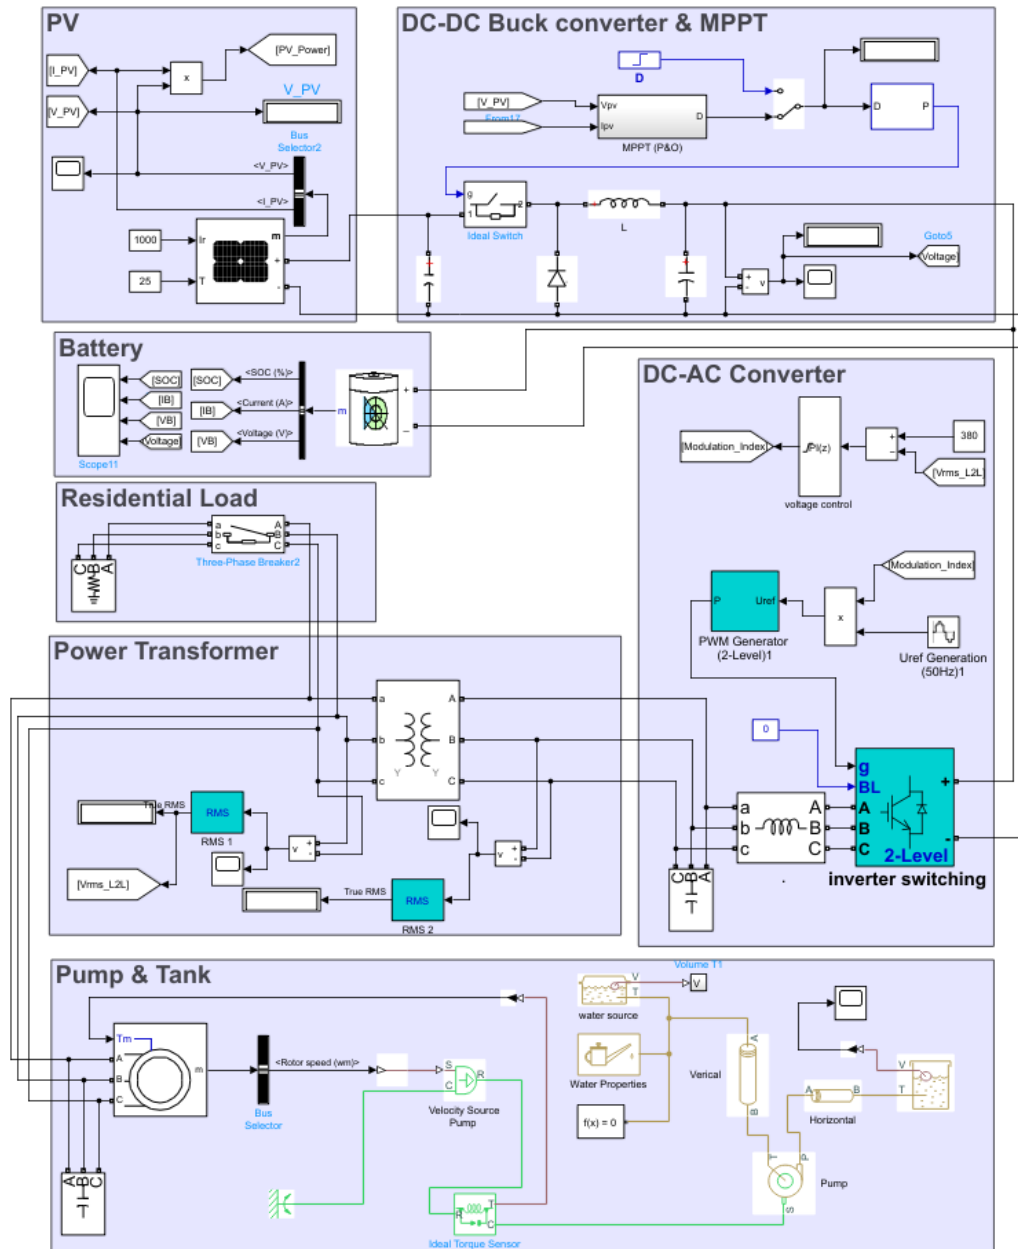 PV
[I_PV]
[V_PV]
x
[PV_Power]
V_PV
Bus
Selector2
<V_PV>
<I_PV>
1000
25
Ir
T
m
+
-
DC-DC Buck converter & MPPT
D
[V_PV]
From17
Vpv
Ipv
D
MPPT (P&O)
D
P
g
1
2
Ideal Switch
L
+
+
+
-
v
Goto5
[Voltage]
Battery
[SOC]
[IB]
[VB]
[Voltage]
Scope11
[SOC]
[IB]
[VB]
<SOC (%)>
<Current (A)>
<Voltage (V)>
m
+
_
DC-AC Converter
[Modulation_Index]
PI(z)
voltage control
+
-
380
[Vrms_L2L]
[Modulation_Index]
P
Uref
PWM Generator
(2-Level)1
x
Uref Generation
(50Hz)1
0
g
BL
A
B
C
+
-
2-Level
inverter switching
a
b
c
A
B
C
.
C
B
A
Residential Load
a
b
c
A
B
C
Three-Phase Breaker2
C
B
A
Power Transformer
a
b
c
A
B
C
Y
Y
True RMS
RMS
RMS 1
v
+
-
[Vrms_L2L]
True RMS
RMS
RMS 2
v
+
-
Pump & Tank
Tm
A
B
C
m
<Rotor speed (wm)>
Bus
Selector
S
C
R
Velocity Source
Pump
A
B
C
R
T
C
Ideal Torque Sensor
Volume T1
V
T
V
water source
Water Properties
f(x) = 0
A
B
Verical
A
B
Horizontal
V
T
T
P
S
Pump